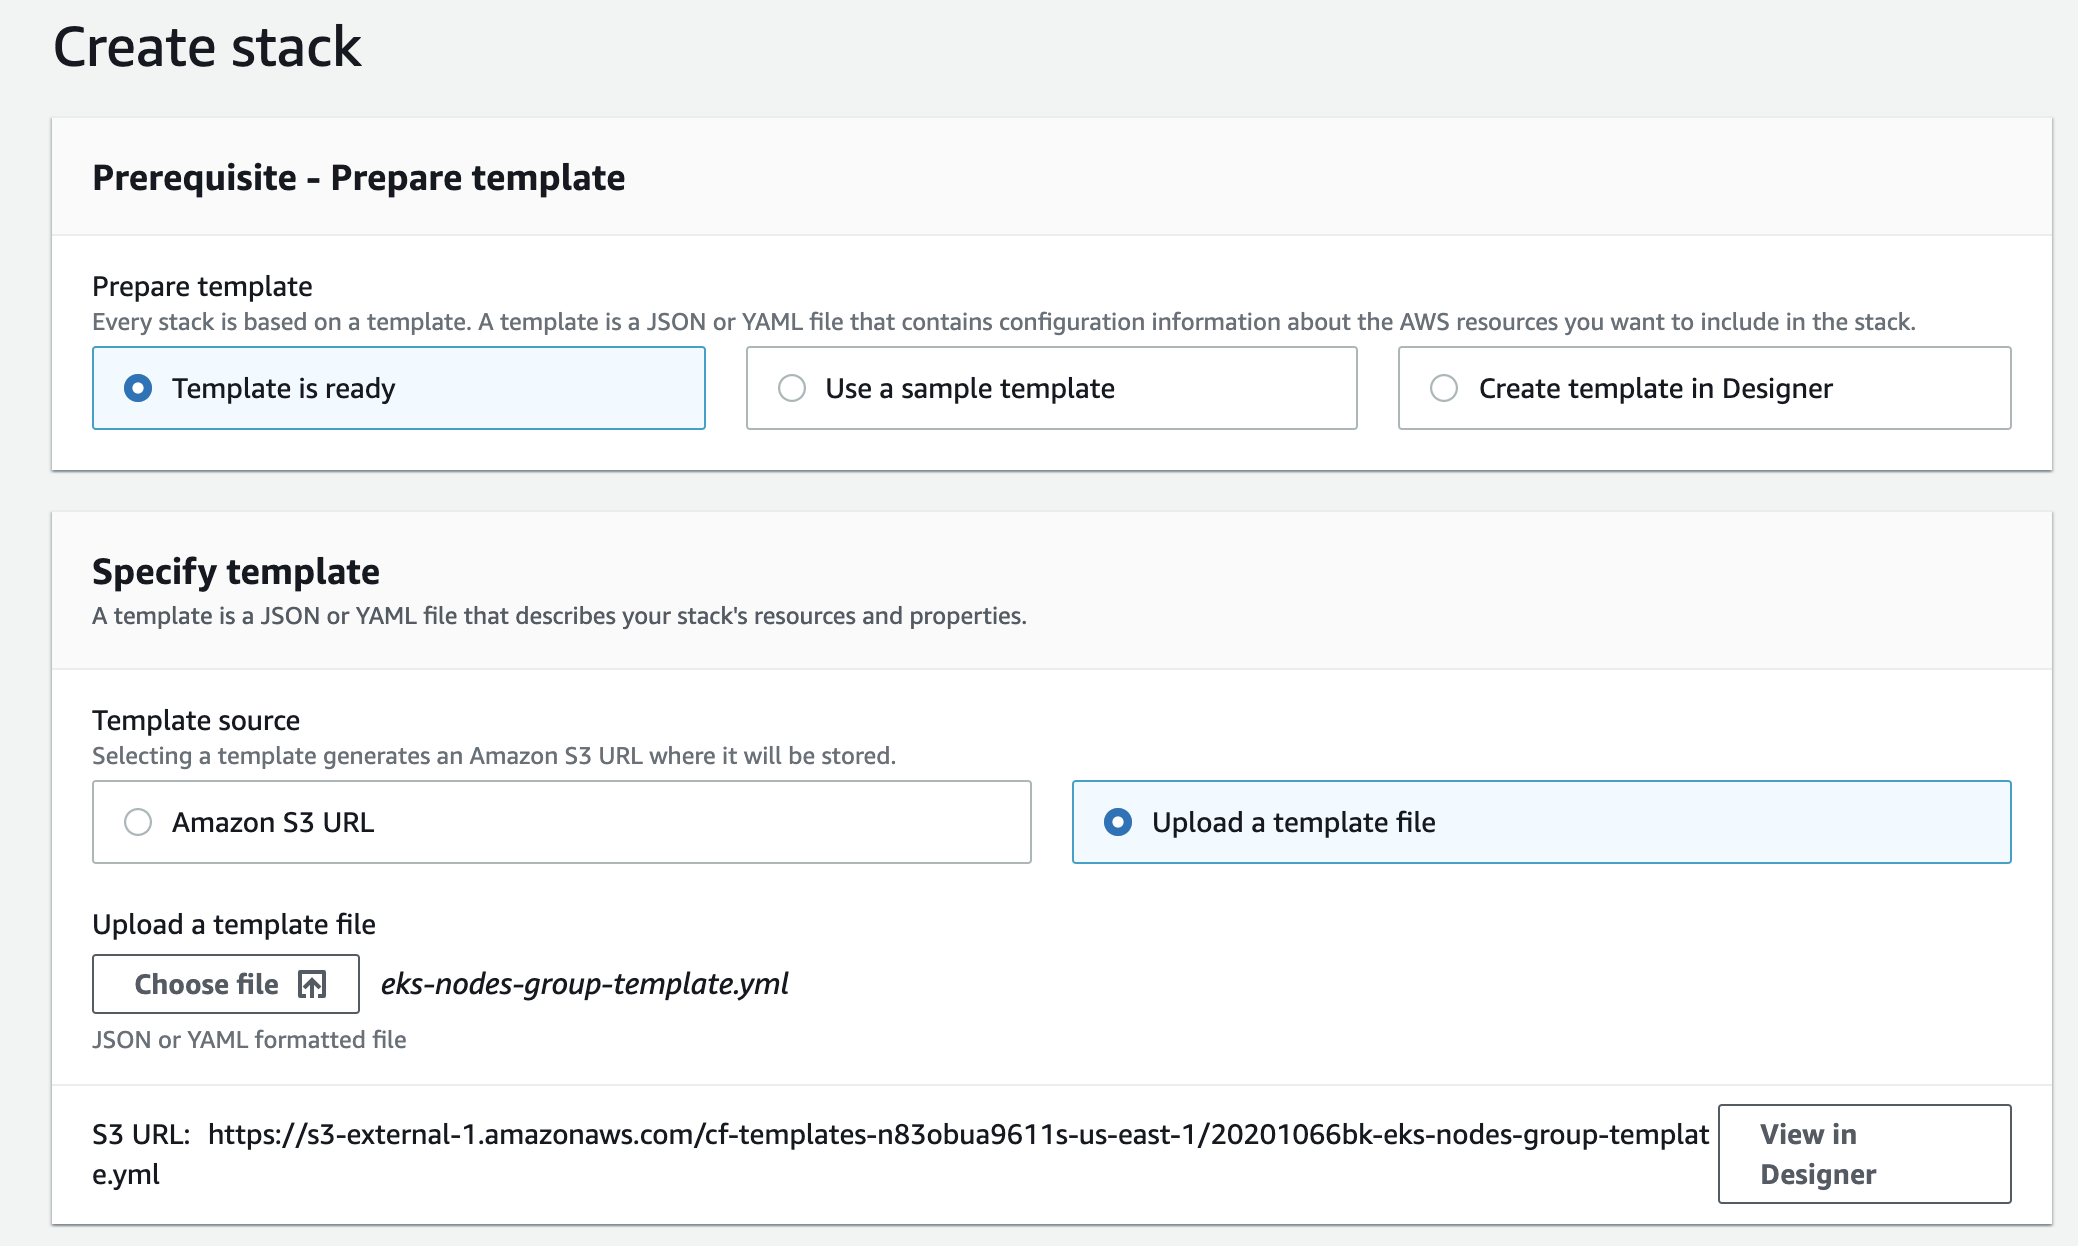 Create stack
Prerequisite - Prepare template
Prepare template
Every stack is based on a template. A template is a JSON or YAML file that contains configuration information about the AWS resources you want to include in the stack.
Template is ready
Use a sample template
Create template in Designer
Specify template
A template is a JSON or YAML file that describes your stack's resources and properties.
Template source
Selecting a template generates an Amazon S3 URL where it will be stored.
Amazon S3 URL
Upload a template file
Upload a template file
Choose file
eks-nodes-group-template.yml
JSON or YAML formatted file
S3 URL: https://s3-external-1.amazonaws.com/cf-templates-n83obua9611s-us-east-1/20201066bk-eks-nodes-group-templat
e.yml
View in
Designer